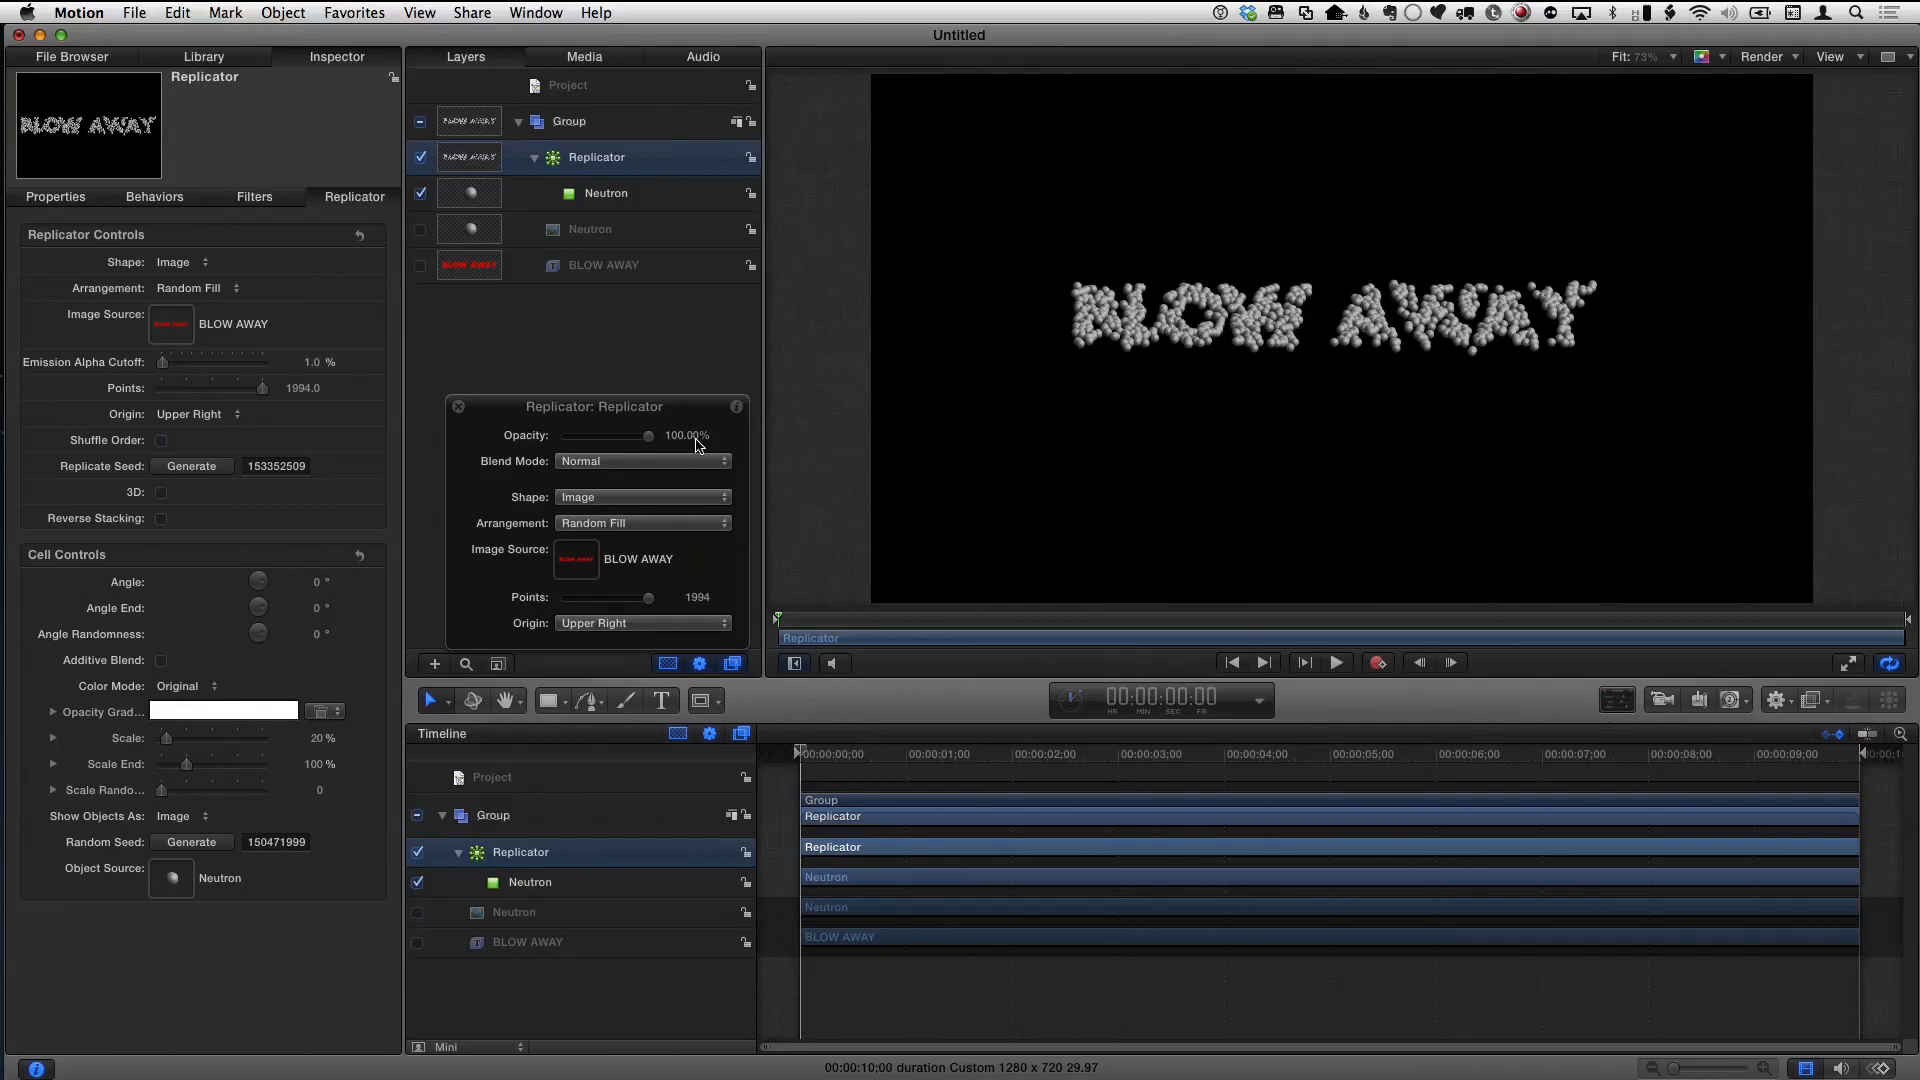 Motion File Edit Mark Object Favorites View Share Window Help
Untitled
File Browser Library Inspector
Layers Media Audio
Fit: 73% Render View
Replicator
BLOW AWAY
Properties Behaviors Filters Replicator
Replicator Controls
Shape: Image
Arrangement: Random Fill
Image Source: BLOW AWAY
Emission Alpha Cutoff: 1.0 %
Points: 1994.0
Origin: Upper Right
Shuffle Order:
Replicate Seed: Generate 153352509
3D:
Reverse Stacking:
Cell Controls
Angle: 0 °
Angle End: 0 °
Angle Randomness: 0 °
Additive Blend:
Color Mode: Original
Opacity Grad...
Scale: 20 %
Scale End: 100 %
Scale Rando... 0
Show Objects As: Image
Random Seed: Generate 150471999
Object Source: Neutron
Project
BLOW AWAY Group
BLOW AWAY Replicator
Neutron
Neutron
BLOW AWAY BLOW AWAY
Replicator: Replicator
Opacity: 100.00%
Blend Mode: Normal
Shape: Image
Arrangement: Random Fill
Image Source: BLOW AWAY
Points: 1994
Origin: Upper Right
BLOW AWAY
Replicator
T
00:00:00:00
HR MIN SEC FR
Timeline
00:00:00;00 00:00:01;00 00:00:02;00 00:00:03;00 00:00:04;00 00:00:05;00 00:00:06;00 00:00:07;00 00:00:08;00 00:00:09;00
Project
Group
Replicator
Neutron
Neutron
BLOW AWAY
Group
Replicator
Replicator
Neutron
Neutron
BLOW AWAY
Mini
00:00:10;00 duration Custom 1280 x 720 29.97